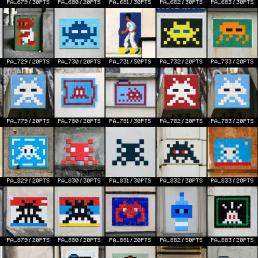 PA_679/30PTS PA_680/30PTS PA_681/30PTS PA_682/30PTS PA_683/30PTS
PA_729/20PTS PA_730/20PTS PA_731/50PTS PA_732/20PTS PA_733/20PTS
PA_779/20PTS PA_780/20PTS PA_781/20PTS PA_782/20PTS PA_783/20PTS
PA_829/20PTS PA_830/30PTS PA_831/30PTS PA_832/30PTS PA_833/20PTS
PA_879/20PTS PA_880/20PTS PA_881/20PTS PA_882/50PTS PA_883/20PTS